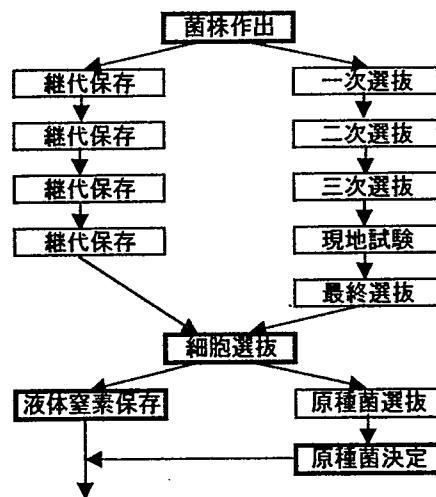 菌株作出
継代保存
一次選抜
継代保存
二次選抜
継代保存
三次選抜
継代保存
現地試験
最終選抜
細胞選抜
液体窒素保存
原種菌選抜
原種菌決定